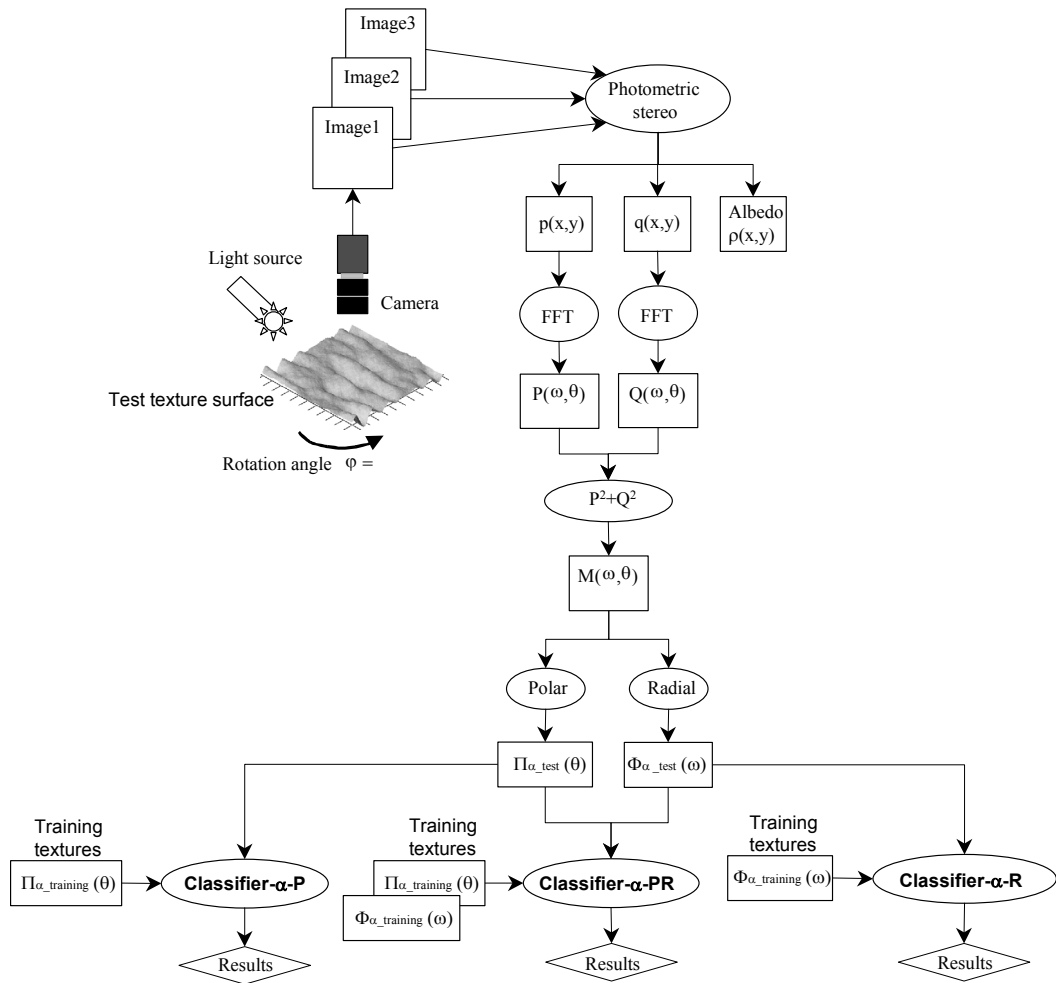 Image3
Image2
Image1
Photometric
stereo
p(x,y)
q(x,y)
Albedo
ρ(x,y)
Light source
Camera
FFT
FFT
Test texture surface
P(ω,θ)
Q(ω,θ)
Rotation angle φ =
P²+Q²
M(ω,θ)
Polar
Radial
Πα_test (θ)
Φα_test (ω)
Training
textures
Πα_training (θ)
Classifier-α-P
Training
textures
Πα_training (θ)
Φα_training (ω)
Classifier-α-PR
Training
textures
Φα_training (ω)
Classifier-α-R
Results
Results
Results